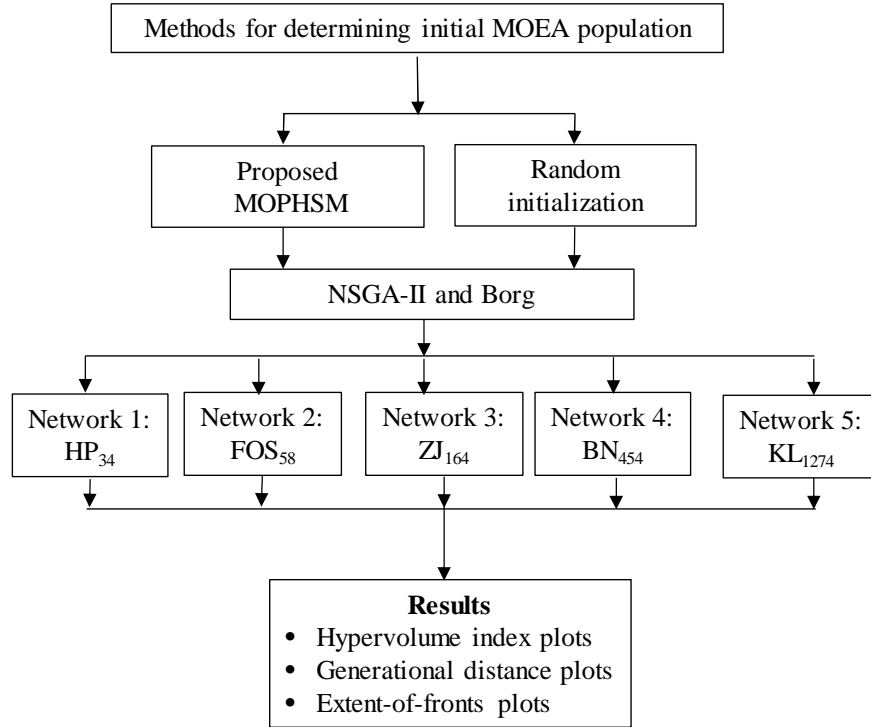 Methods for determining initial MOEA population
Proposed
MOPHSM
Random
initialization
NSGA-II and Borg
Network 1:
HP34
Network 2:
FOS58
Network 3:
ZJ164
Network 4:
BN454
Network 5:
KL1274
Results
• Hypervolume index plots
• Generational distance plots
• Extent-of-fronts plots